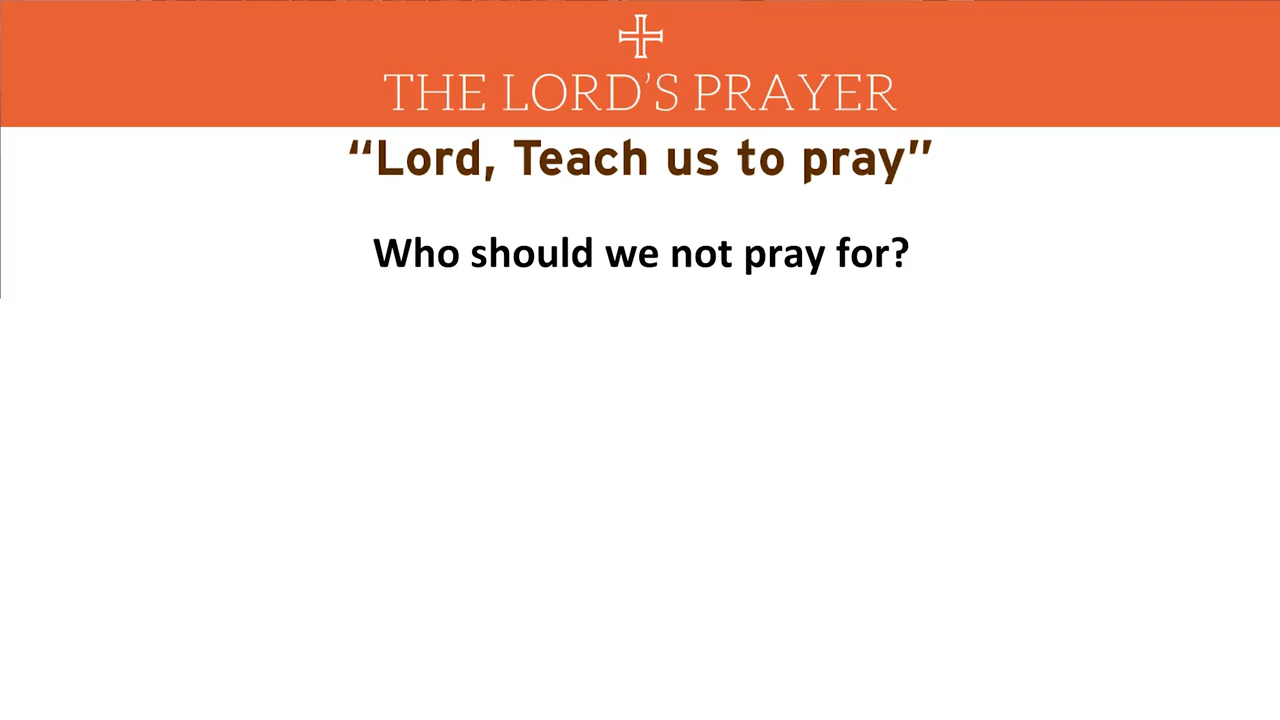 THE LORD’S PRAYER
“Lord, Teach us to pray”
Who should we not pray for?